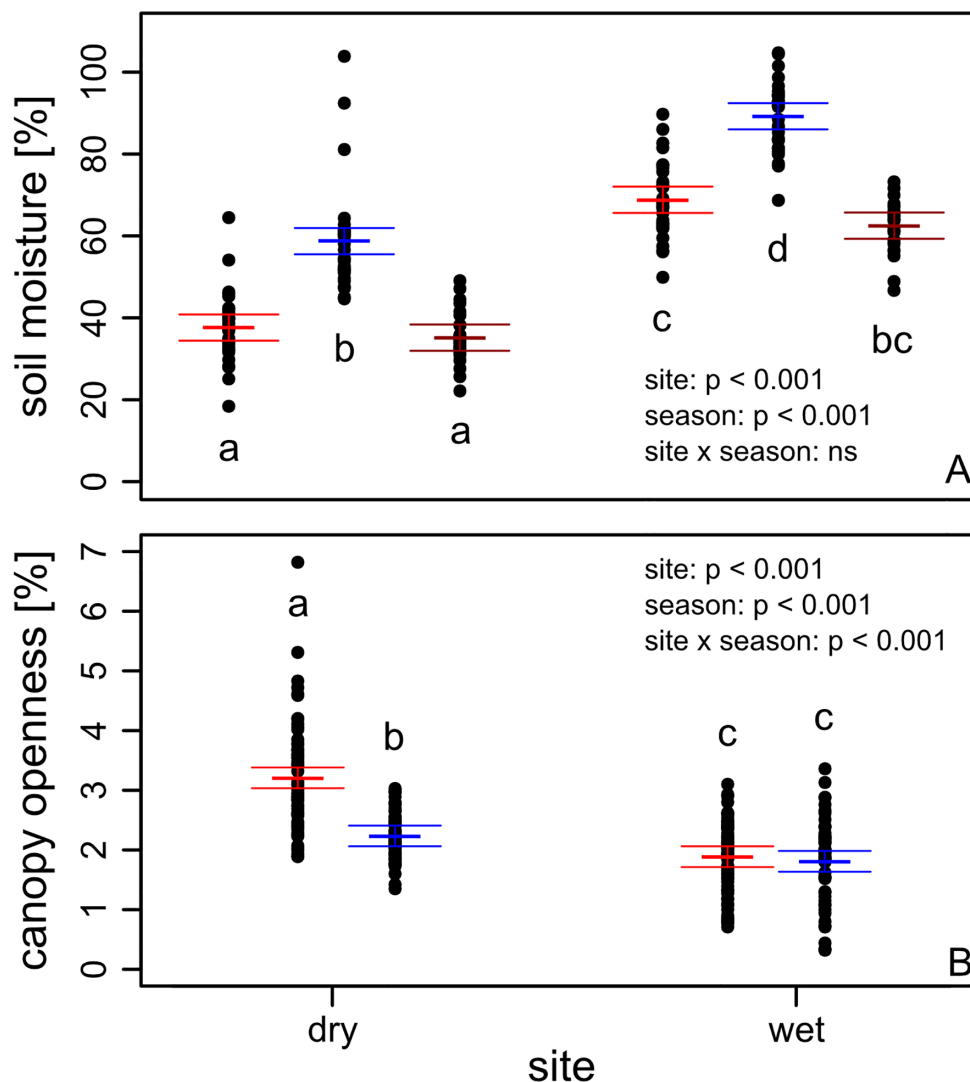 soil moisture [%]
100
80
60
40
20
0
a
b
a
c
d
bc
site: p < 0.001
season: p < 0.001
site x season: ns
A
canopy openness [%]
7
6
5
4
3
2
1
0
a
b
c
c
site: p < 0.001
season: p < 0.001
site x season: p < 0.001
B
dry
wet
site